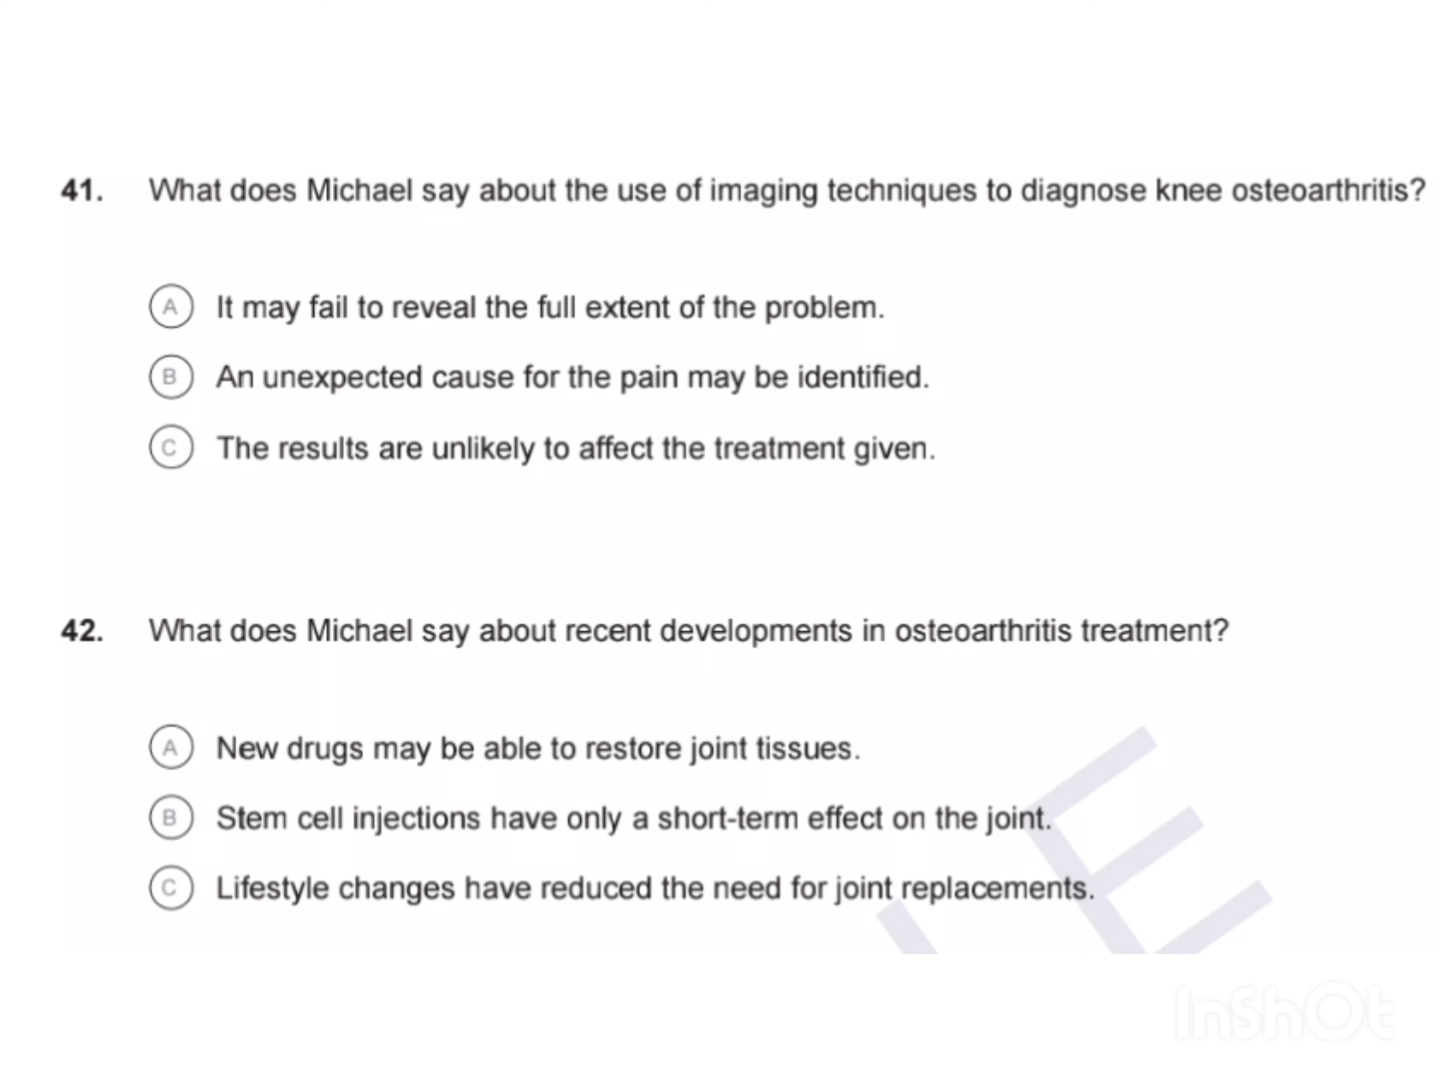 41. What does Michael say about the use of imaging techniques to diagnose knee osteoarthritis?
A It may fail to reveal the full extent of the problem.
B An unexpected cause for the pain may be identified.
C The results are unlikely to affect the treatment given.
42. What does Michael say about recent developments in osteoarthritis treatment?
A New drugs may be able to restore joint tissues.
B Stem cell injections have only a short-term effect on the joint.
C Lifestyle changes have reduced the need for joint replacements.
E
InShOt